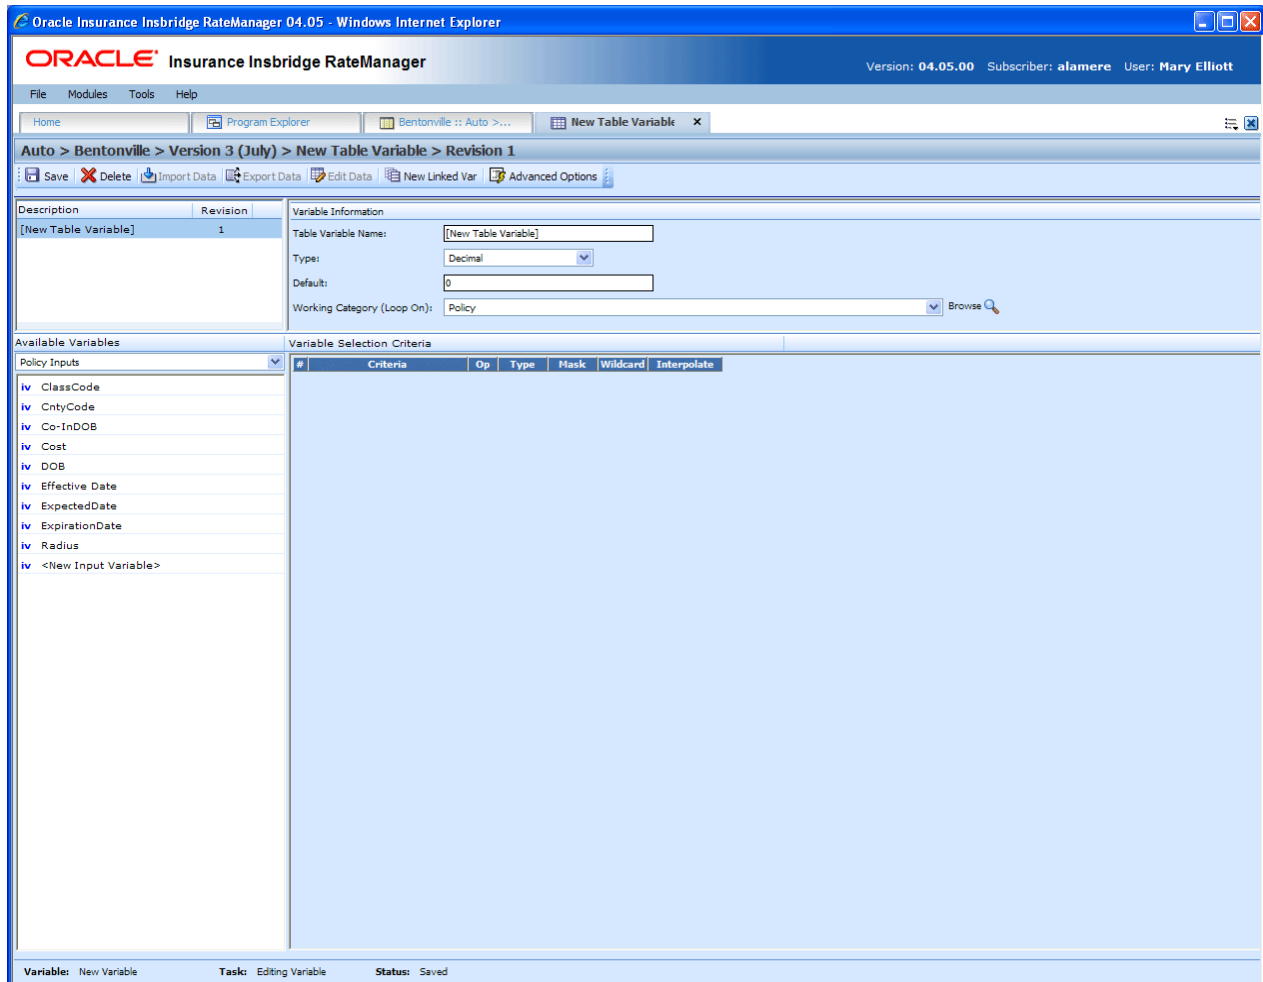 Oracle Insurance Insbridge RateManager 04.05 - Windows Internet Explorer
ORACLE Insurance Insbridge RateManager
Version: 04.05.00 Subscriber: alamere User: Mary Elliott
File Modules Tools Help
Home Program Explorer Bentonville :: Auto >... New Table Variable x
Auto > Bentonville > Version 3 (July) > New Table Variable > Revision 1
Save Delete Import Data Export Data Edit Data New Linked Var Advanced Options
Description Revision
[New Table Variable] 1
Variable Information
Table Variable Name: [New Table Variable]
Type: Decimal
Default: 0
Working Category (Loop On): Policy Browse
Available Variables
Policy Inputs
iv ClassCode
iv CntyCode
iv Co-InDOB
iv Cost
iv DOB
iv Effective Date
iv ExpectedDate
iv ExpirationDate
iv Radius
iv <New Input Variable>
Variable Selection Criteria
# Criteria Op Type Mask Wildcard Interpolate
Variable: New Variable Task: Editing Variable Status: Saved